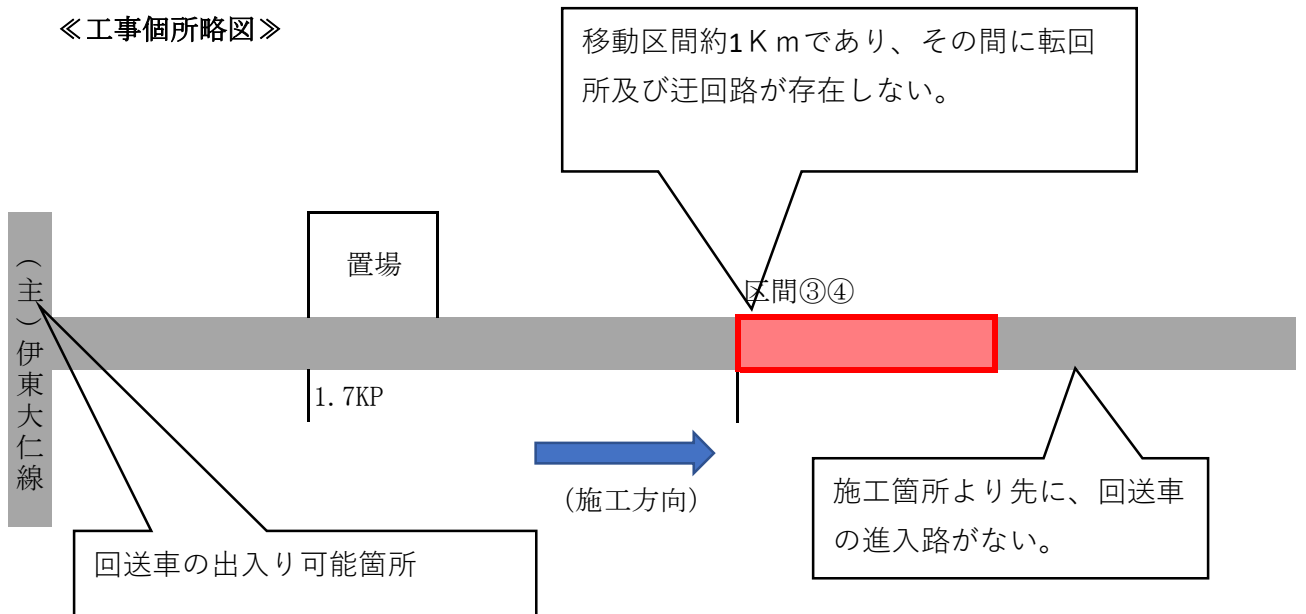 ≪工事個所略図≫
移動区間約1Kmであり、その間に転回
所及び迂回路が存在しない。
置場
区間③④
(主)伊東大仁線
1.7KP
(施工方向)
施工箇所より先に、回送車
の進入路がない。
回送車の出入り可能箇所